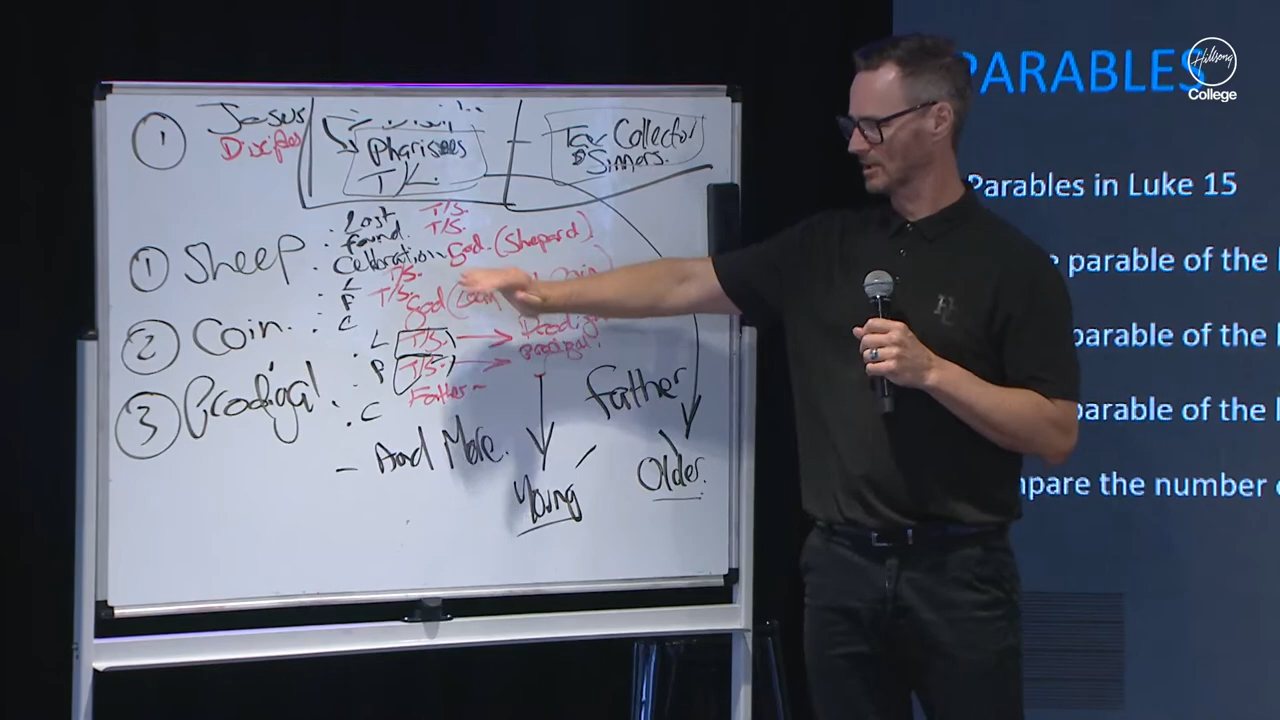 ① Jesus
Disciples
Pharisees
T/L.
Tax Collector
& Sinners.
① Sheep
: Lost T/S.
found. T/S.
. Celebration God. (Shepard)
② Coin.
: L T/S.
P T/S.
: C God (
③ Prodigal
. L T/S. → Prodigal
. P T/S. → Prodigal.
. C Father -
- And More.
father
Young
Older.
PARABLES
Parables in Luke 15
parable of the
parable of the
parable of the
the number
Hillsong
College